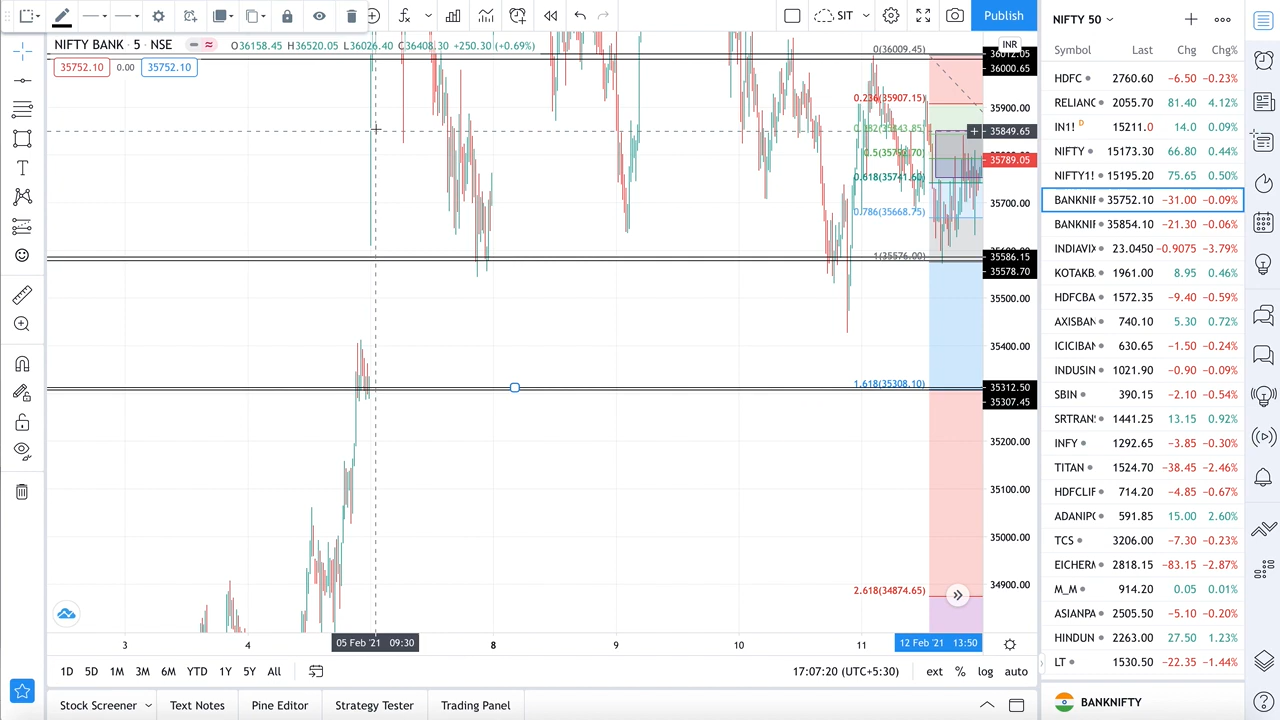 SIT
Publish
NIFTY 50
NIFTY BANK · 5 · NSE
O36158.45 H36520.05 L36026.40 C36408.30 +250.30 (+0.69%)
35752.10 0.00 35752.10
INR
36012.05
36000.65
35900.00
35849.65
35789.05
35700.00
35586.15
35578.70
35500.00
35400.00
35312.50
35307.45
35200.00
35100.00
35000.00
34900.00
0(36009.45)
0.236(35907.15)
0.618(35741.60)
0.786(35668.75)
1(35576.00)
1.618(35308.10)
2.618(34874.65)
3 4 05 Feb '21 09:30 8 9 10 11 12 Feb '21 13:50
1D 5D 1M 3M 6M YTD 1Y 5Y All
17:07:20 (UTC+5:30) ext % log auto
Stock Screener Text Notes Pine Editor Strategy Tester Trading Panel
Symbol Last Chg Chg%
HDFC 2760.60 −6.50 −0.23%
RELIANC 2055.70 81.40 4.12%
IN1! D 15211.0 14.0 0.09%
NIFTY 15173.30 66.80 0.44%
NIFTY1! 15195.20 75.65 0.50%
BANKNIF 35752.10 −31.00 −0.09%
BANKNIF 35854.10 −21.30 −0.06%
INDIAVIX 23.0450 −0.9075 −3.79%
KOTAKB 1961.00 8.95 0.46%
HDFCBA 1572.35 −9.40 −0.59%
AXISBAN 740.10 5.30 0.72%
ICICIBAN 630.65 −1.50 −0.24%
INDUSIN 1021.90 −0.90 −0.09%
SBIN 390.15 −2.10 −0.54%
SRTRAN 1441.25 13.15 0.92%
INFY 1292.65 −3.85 −0.30%
TITAN 1524.70 −38.45 −2.46%
HDFCLIF 714.20 −4.85 −0.67%
ADANIPO 591.85 15.00 2.60%
TCS 3206.00 −7.30 −0.23%
EICHERM 2818.15 −83.15 −2.87%
M_M 914.20 0.05 0.01%
ASIANPA 2505.50 −5.10 −0.20%
HINDUN 2263.00 27.50 1.23%
LT 1530.50 −22.35 −1.44%
BANKNIFTY